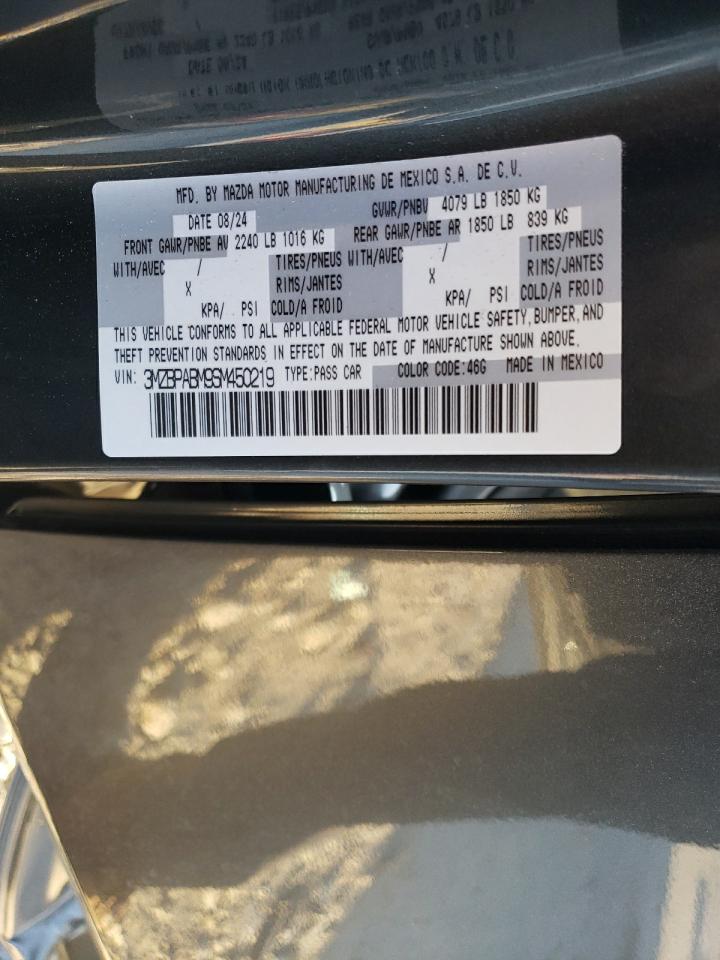 MFD. BY MAZDA MOTOR MANUFACTURING DE MEXICO S.A. DE C.V.
DATE 08/24 GVWR/PNBV 4079 LB 1850 KG
FRONT GAWR/PNBE AV 2240 LB 1016 KG REAR GAWR/PNBE AR 1850 LB 839 KG
WITH/AVEC / TIRES/PNEUS WITH/AVEC / TIRES/PNEUS
X RIMS/JANTES X RIMS/JANTES
KPA/ PSI COLD/A FROID KPA/ PSI COLD/A FROID
THIS VEHICLE CONFORMS TO ALL APPLICABLE FEDERAL MOTOR VEHICLE SAFETY, BUMPER, AND
THEFT PREVENTION STANDARDS IN EFFECT ON THE DATE OF MANUFACTURE SHOWN ABOVE.
VIN: 3MZBPABM9SM450219 TYPE:PASS CAR COLOR CODE:46G MADE IN MEXICO